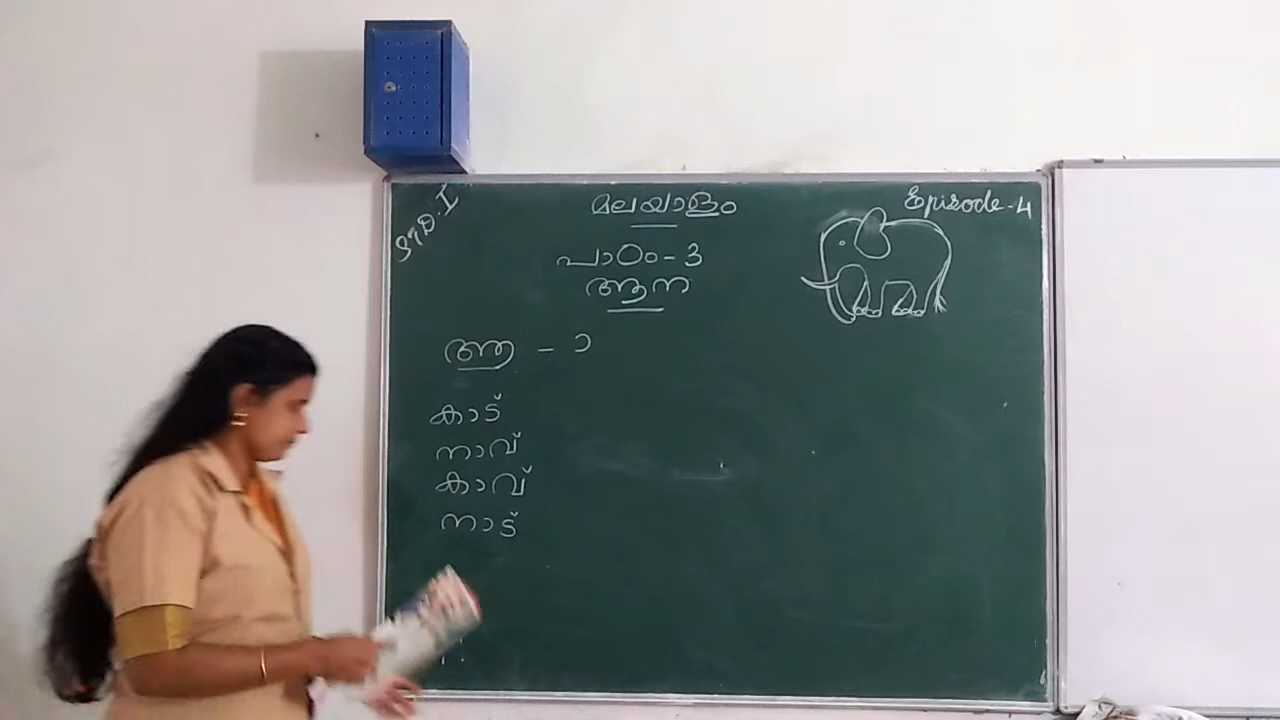 STD. I
മലയാളം
Episode-4
പാഠം-3
ആന
ആ - ാ
കാട്
നാവ്
കാവ്
നാട്